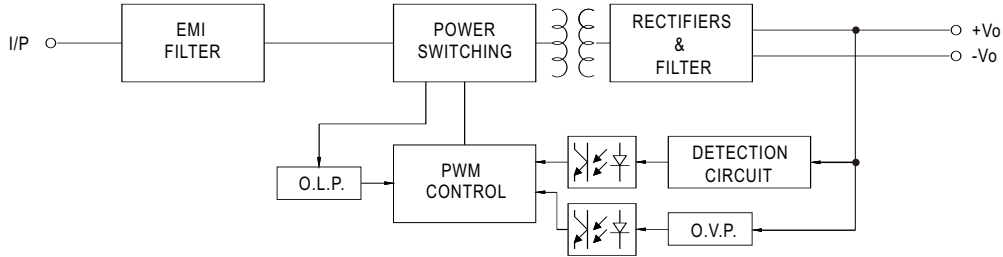 I/P
EMI
FILTER
POWER
SWITCHING
RECTIFIERS
&
FILTER
+Vo
-Vo
O.L.P.
PWM
CONTROL
DETECTION
CIRCUIT
O.V.P.